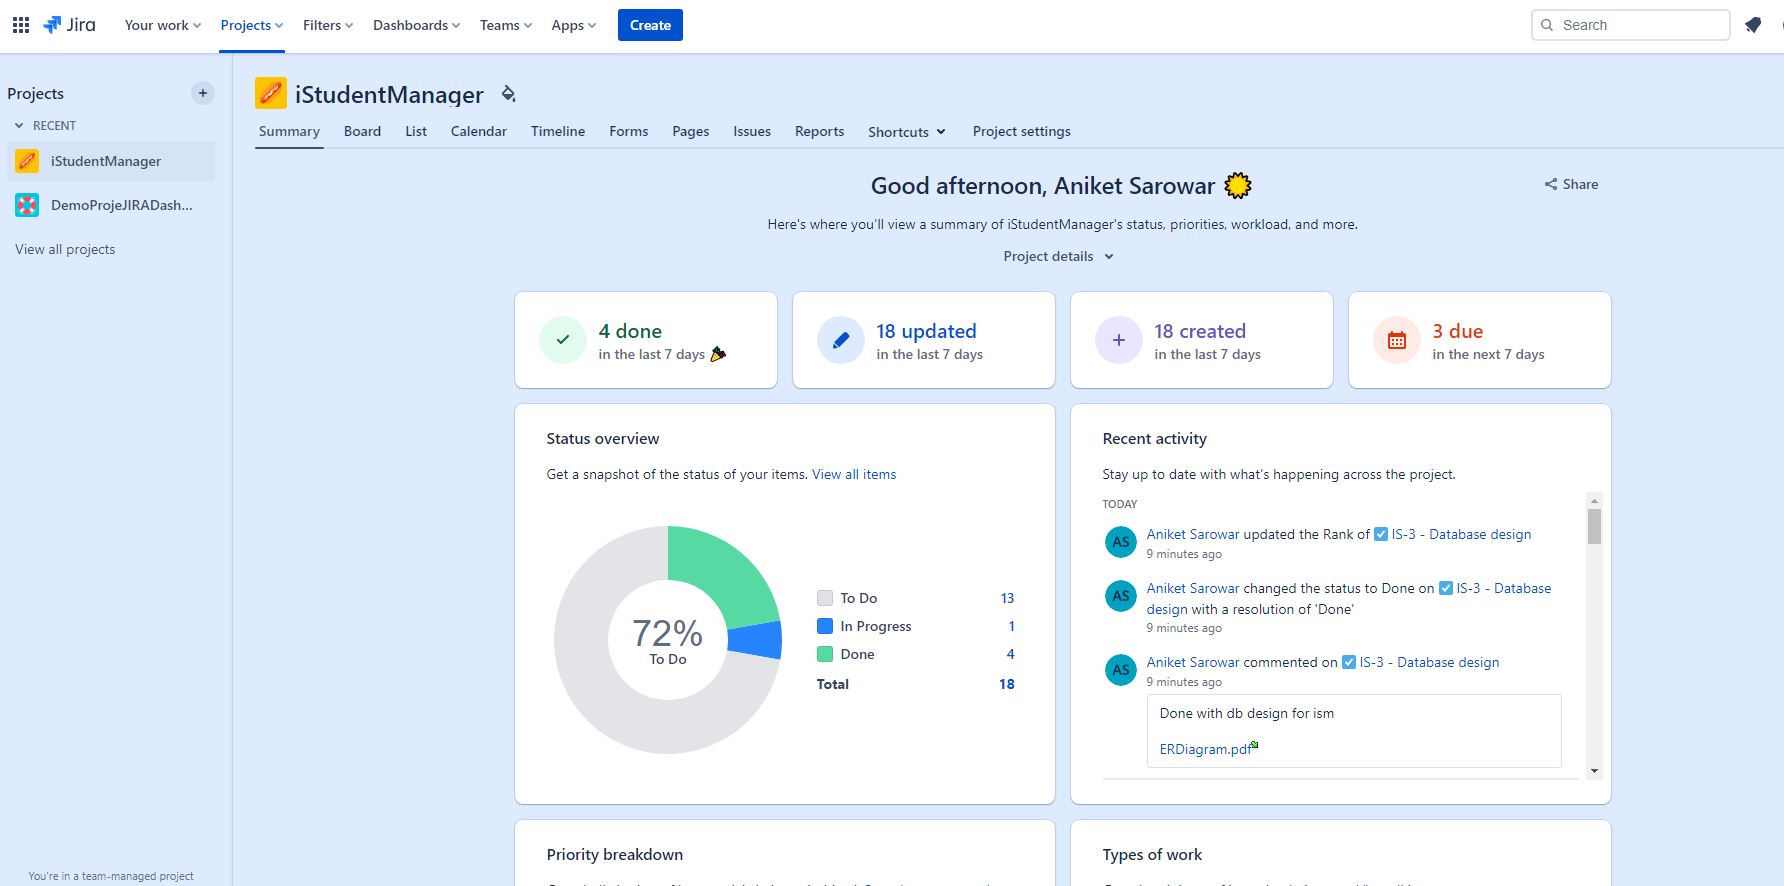 Jira
Your work
Projects
Filters
Dashboards
Teams
Apps
Create
Search
Projects
+
RECENT
iStudentManager
DemoProjeJIRADash...
View all projects
You're in a team-managed project
iStudentManager
Summary
Board
List
Calendar
Timeline
Forms
Pages
Issues
Reports
Shortcuts
Project settings
Good afternoon, Aniket Sarowar
Share
Here's where you'll view a summary of iStudentManager's status, priorities, workload, and more.
Project details
4 done
in the last 7 days
18 updated
in the last 7 days
18 created
in the last 7 days
3 due
in the next 7 days
Status overview
Get a snapshot of the status of your items. View all items
72%
To Do
To Do 13
In Progress 1
Done 4
Total 18
Recent activity
Stay up to date with what's happening across the project.
TODAY
AS
Aniket Sarowar updated the Rank of IS-3 - Database design
9 minutes ago
AS
Aniket Sarowar changed the status to Done on IS-3 - Database
design with a resolution of 'Done'
9 minutes ago
AS
Aniket Sarowar commented on IS-3 - Database design
9 minutes ago
Done with db design for ism
ERDiagram.pdf
Priority breakdown
Types of work